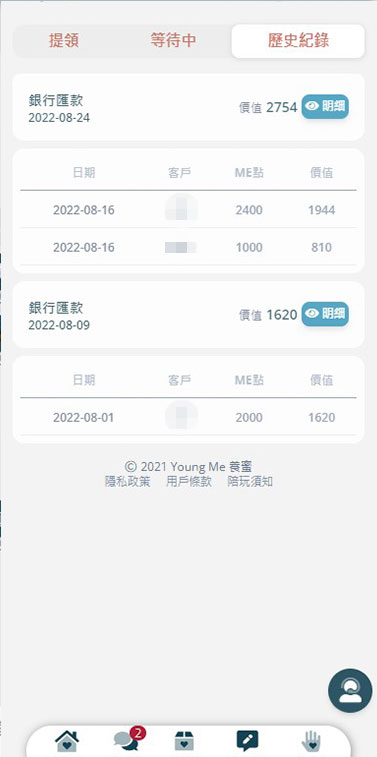 提領 等待中 歷史紀錄
銀行匯款
2022-08-24
價值 2754 明細
日期 客戶 ME點 價值
2022-08-16 2400 1944
2022-08-16 1000 810
銀行匯款
2022-08-09
價值 1620 明細
日期 客戶 ME點 價值
2022-08-01 2000 1620
© 2021 Young Me 養蜜
隱私政策 用戶條款 陪玩須知
2